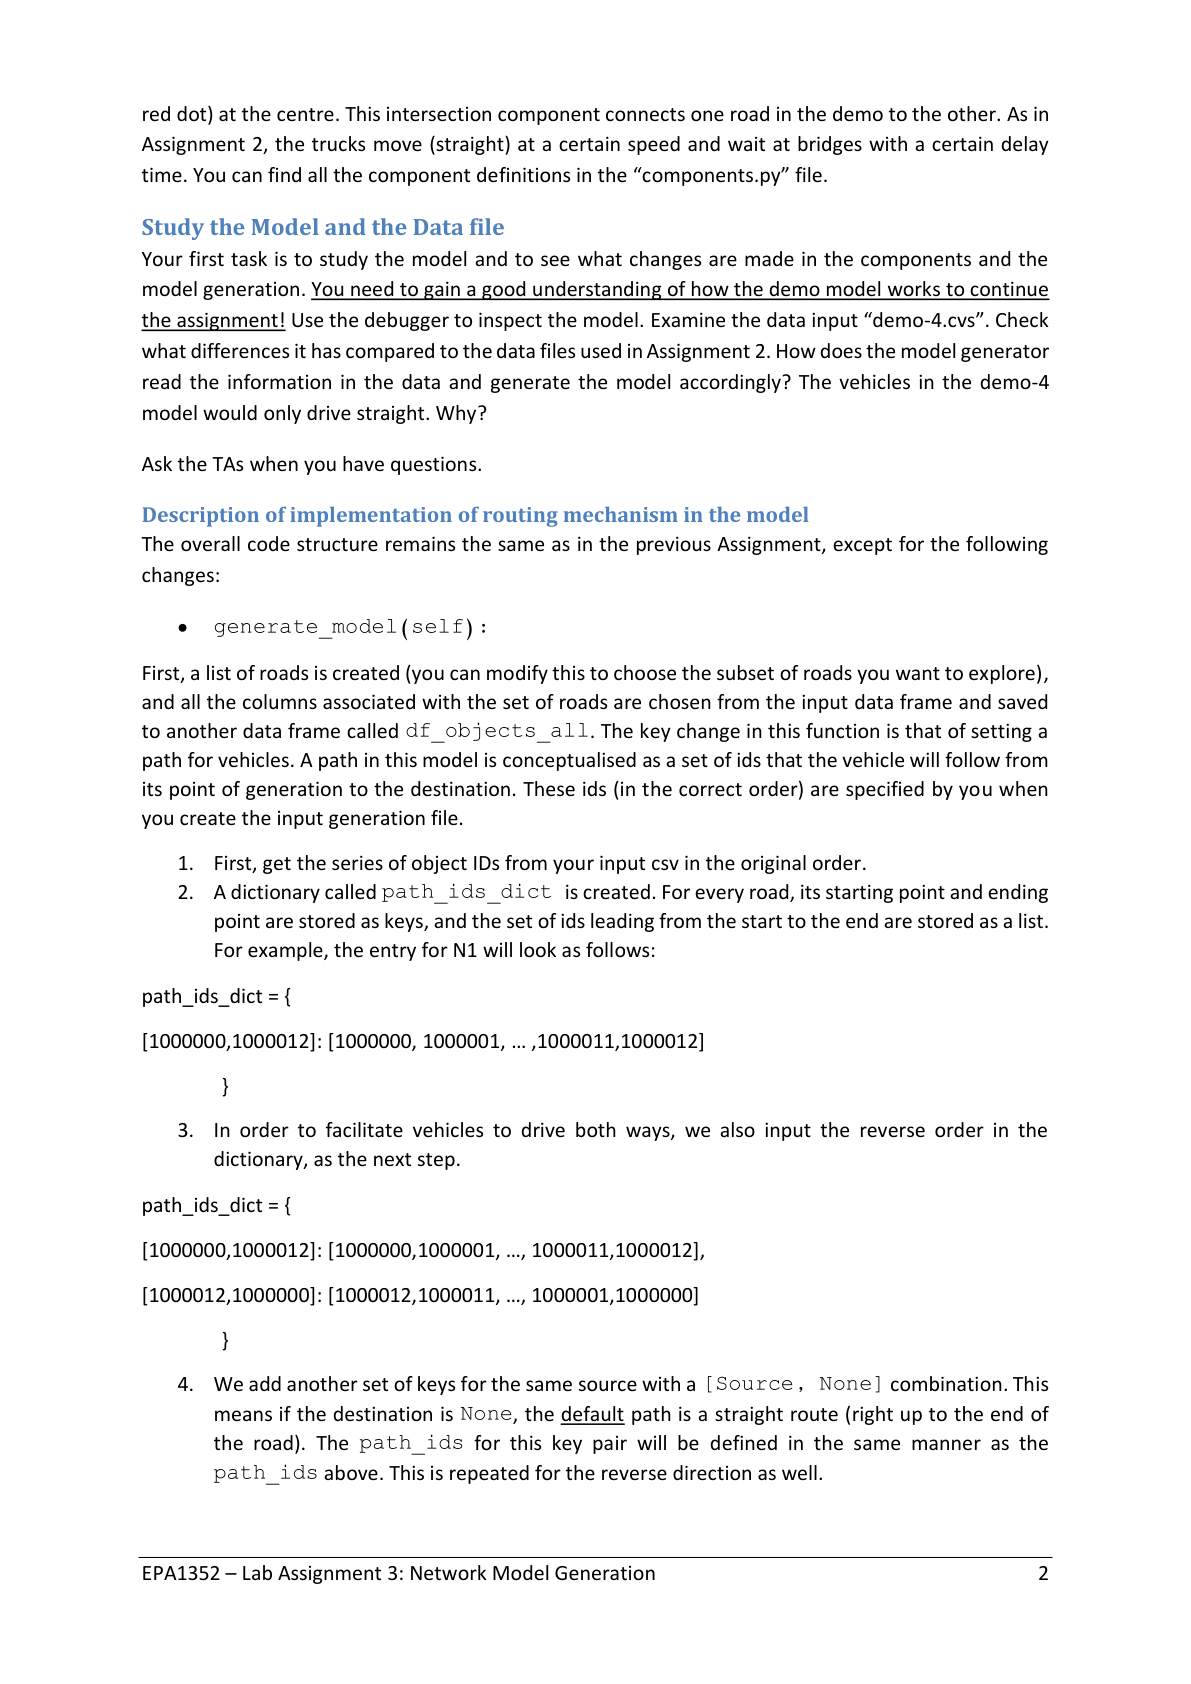 red dot) at the centre. This intersection component connects one road in the demo to the other. As in
Assignment 2, the trucks move (straight) at a certain speed and wait at bridges with a certain delay
time. You can find all the component definitions in the “components.py” file.
Study the Model and the Data file
Your first task is to study the model and to see what changes are made in the components and the
model generation. You need to gain a good understanding of how the demo model works to continue
the assignment! Use the debugger to inspect the model. Examine the data input “demo-4.cvs”. Check
what differences it has compared to the data files used in Assignment 2. How does the model generator
read the information in the data and generate the model accordingly? The vehicles in the demo-4
model would only drive straight. Why?
Ask the TAs when you have questions.
Description of implementation of routing mechanism in the model
The overall code structure remains the same as in the previous Assignment, except for the following
changes:
• generate_model(self):
First, a list of roads is created (you can modify this to choose the subset of roads you want to explore),
and all the columns associated with the set of roads are chosen from the input data frame and saved
to another data frame called df_objects_all. The key change in this function is that of setting a
path for vehicles. A path in this model is conceptualised as a set of ids that the vehicle will follow from
its point of generation to the destination. These ids (in the correct order) are specified by you when
you create the input generation file.
1. First, get the series of object IDs from your input csv in the original order.
2. A dictionary called path_ids_dict is created. For every road, its starting point and ending
point are stored as keys, and the set of ids leading from the start to the end are stored as a list.
For example, the entry for N1 will look as follows:
path_ids_dict = {
[1000000,1000012]: [1000000, 1000001, … ,1000011,1000012]
}
3. In order to facilitate vehicles to drive both ways, we also input the reverse order in the
dictionary, as the next step.
path_ids_dict = {
[1000000,1000012]: [1000000,1000001, …, 1000011,1000012],
[1000012,1000000]: [1000012,1000011, …, 1000001,1000000]
}
4. We add another set of keys for the same source with a [Source, None] combination. This
means if the destination is None, the default path is a straight route (right up to the end of
the road). The path_ids for this key pair will be defined in the same manner as the
path_ids above. This is repeated for the reverse direction as well.
EPA1352 – Lab Assignment 3: Network Model Generation 2